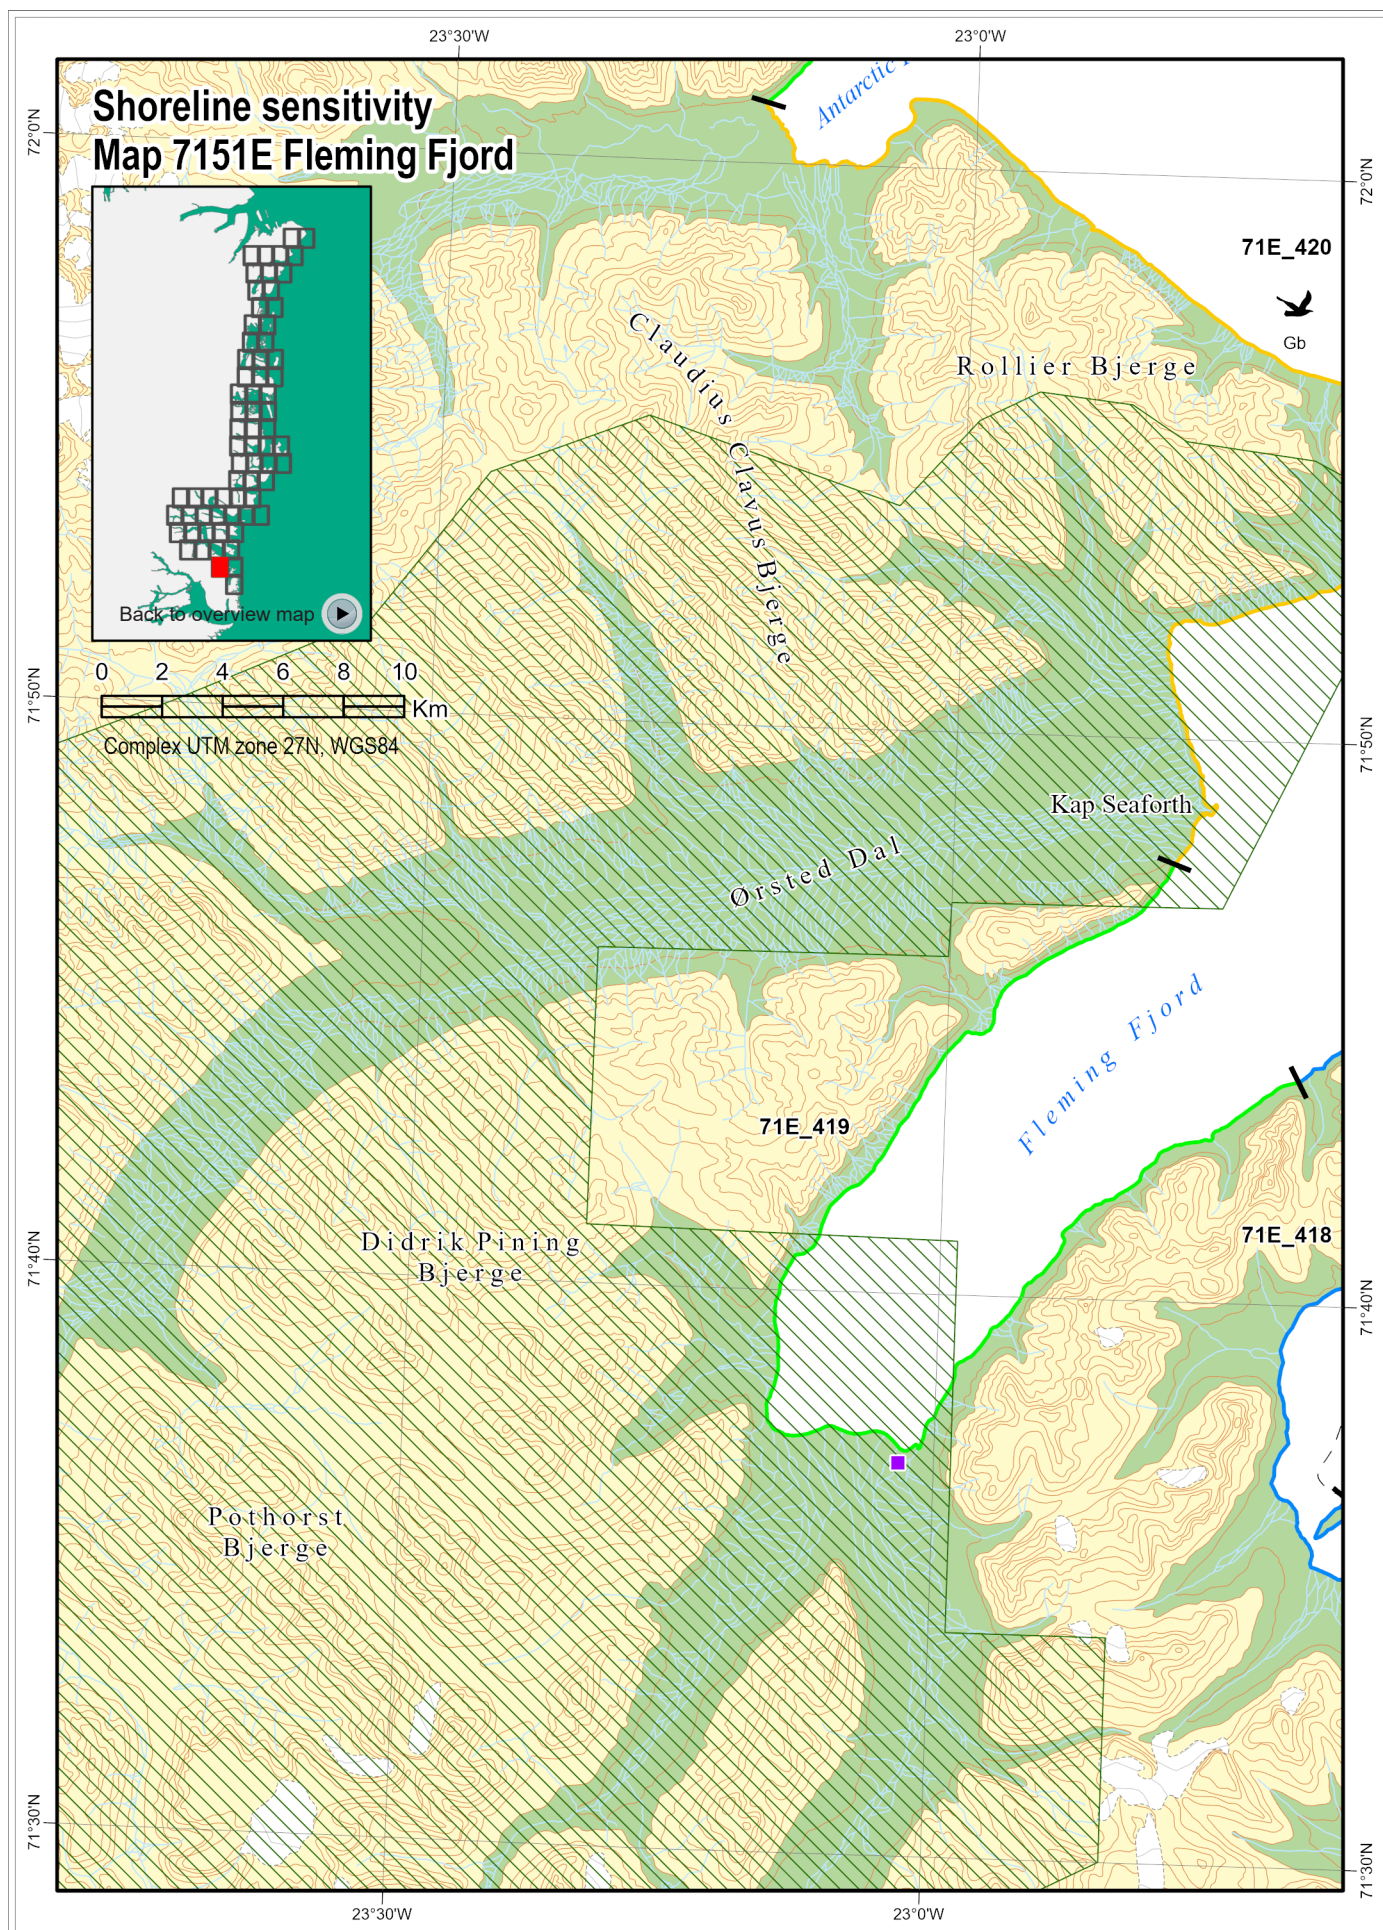 23°30'W
23°0'W
Antarctic
Shoreline sensitivity
Map 7151E Fleming Fjord
72°0'N
72°0'N
71E_420
Gb
Claudius Clavus Bjerge
Rollier Bjerge
Back to overview map
0 2 4 6 8 10
Km
Complex UTM zone 27N, WGS84
71°50'N
71°50'N
Kap Seaforth
Ørsted Dal
Fleming Fjord
71E_419
71E_418
Didrik Pining
Bjerge
71°40'N
71°40'N
Pothorst
Bjerge
71°30'N
71°30'N
23°30'W
23°0'W